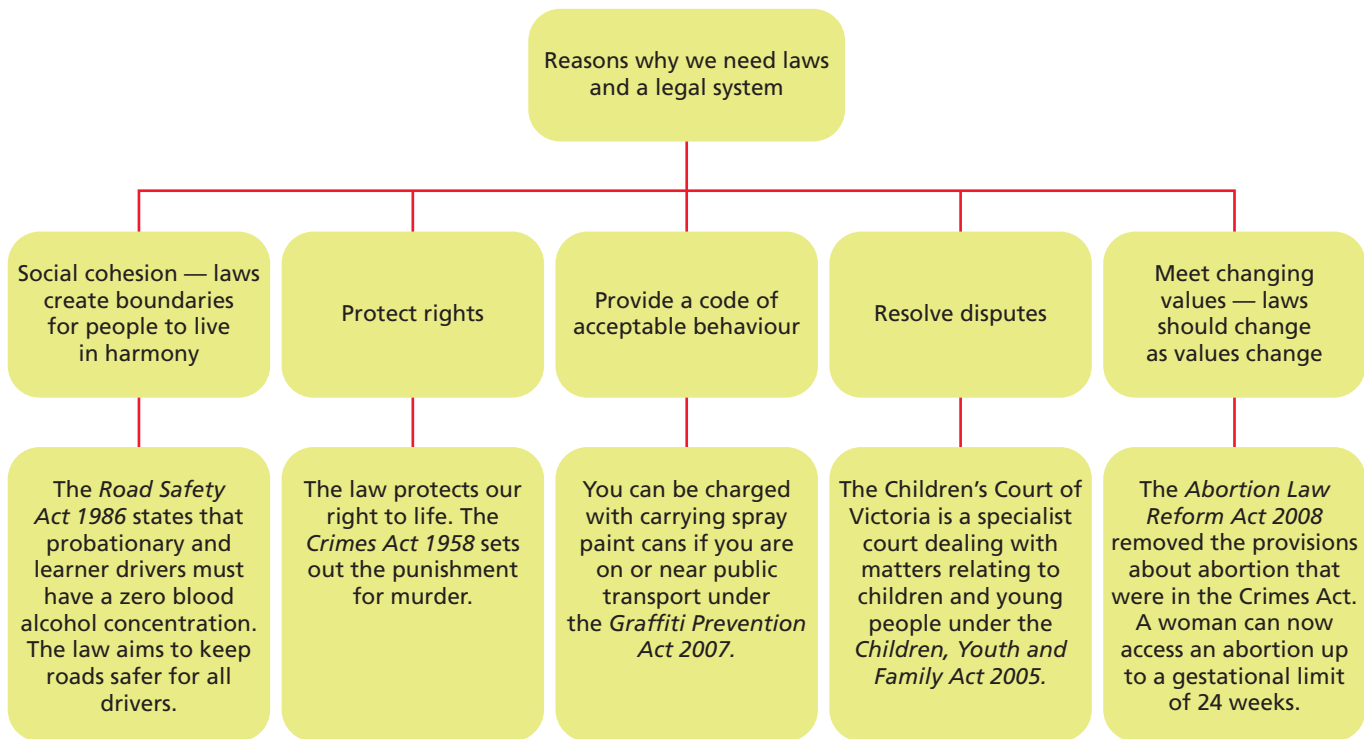 Reasons why we need laws
and a legal system
Social cohesion — laws
create boundaries
for people to live
in harmony
Protect rights
Provide a code of
acceptable behaviour
Resolve disputes
Meet changing
values — laws
should change
as values change
The Road Safety
Act 1986 states that
probationary and
learner drivers must
have a zero blood
alcohol concentration.
The law aims to keep
roads safer for all
drivers.
The law protects our
right to life. The
Crimes Act 1958 sets
out the punishment
for murder.
You can be charged
with carrying spray
paint cans if you are
on or near public
transport under
the Graffiti Prevention
Act 2007.
The Children’s Court of
Victoria is a specialist
court dealing with
matters relating to
children and young
people under the
Children, Youth and
Family Act 2005.
The Abortion Law
Reform Act 2008
removed the provisions
about abortion that
were in the Crimes Act.
A woman can now
access an abortion up
to a gestational limit
of 24 weeks.